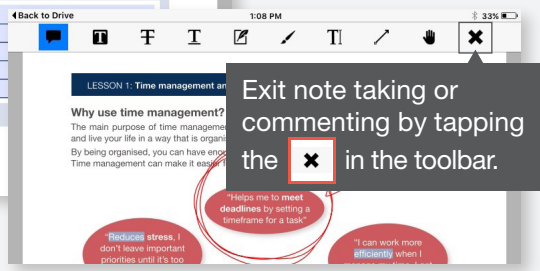 Back to Drive 1:08 PM 33%
T T T TI
LESSON 1: Time management an
Exit note taking or
commenting by tapping
the × in the toolbar.
Why use time management?
The main purpose of time manageme
and live your life in a way that is organis
By being organised, you can have eno
Time management can make it easier f
"Helps me to meet
deadlines by setting a
timeframe for a task"
"Reduces stress, I
don't leave important
priorities until it's too
"I can work more
efficiently when I